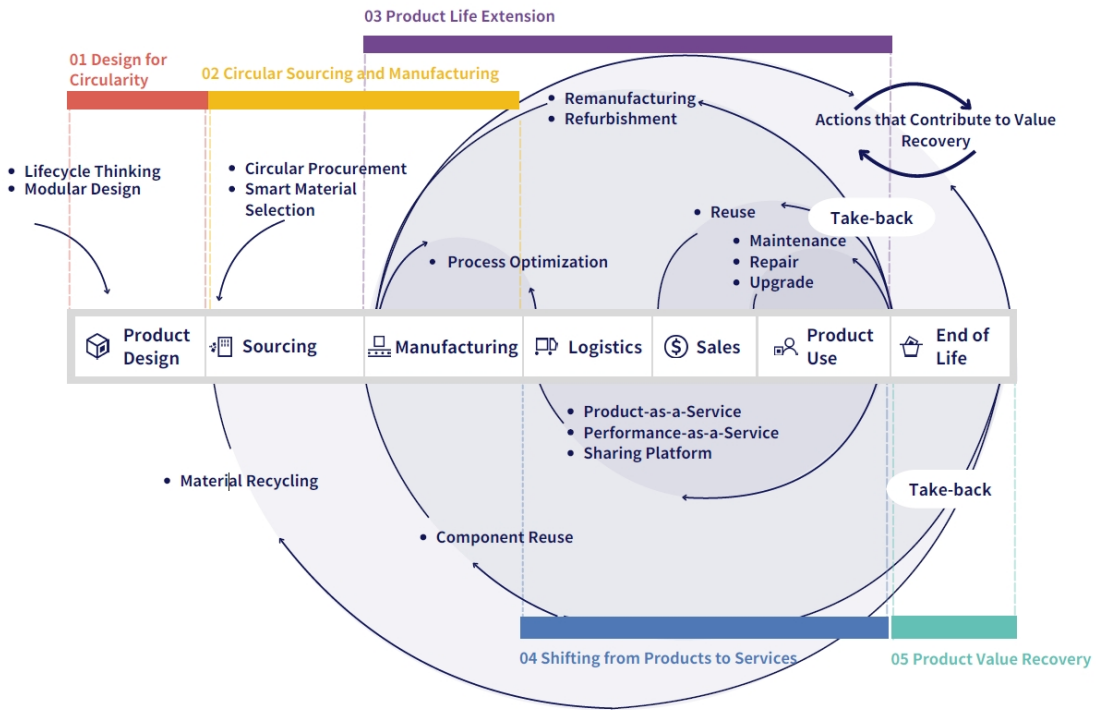 03 Product Life Extension
01 Design for
Circularity
02 Circular Sourcing and Manufacturing
• Remanufacturing
• Refurbishment
Actions that Contribute to Value
Recovery
• Lifecycle Thinking
• Modular Design
• Circular Procurement
• Smart Material
Selection
• Reuse
Take-back
• Maintenance
• Repair
• Upgrade
• Process Optimization
Product
Design
Sourcing
Manufacturing
Logistics
Sales
Product
Use
End of
Life
• Product-as-a-Service
• Performance-as-a-Service
• Sharing Platform
• Material Recycling
Take-back
• Component Reuse
04 Shifting from Products to Services
05 Product Value Recovery